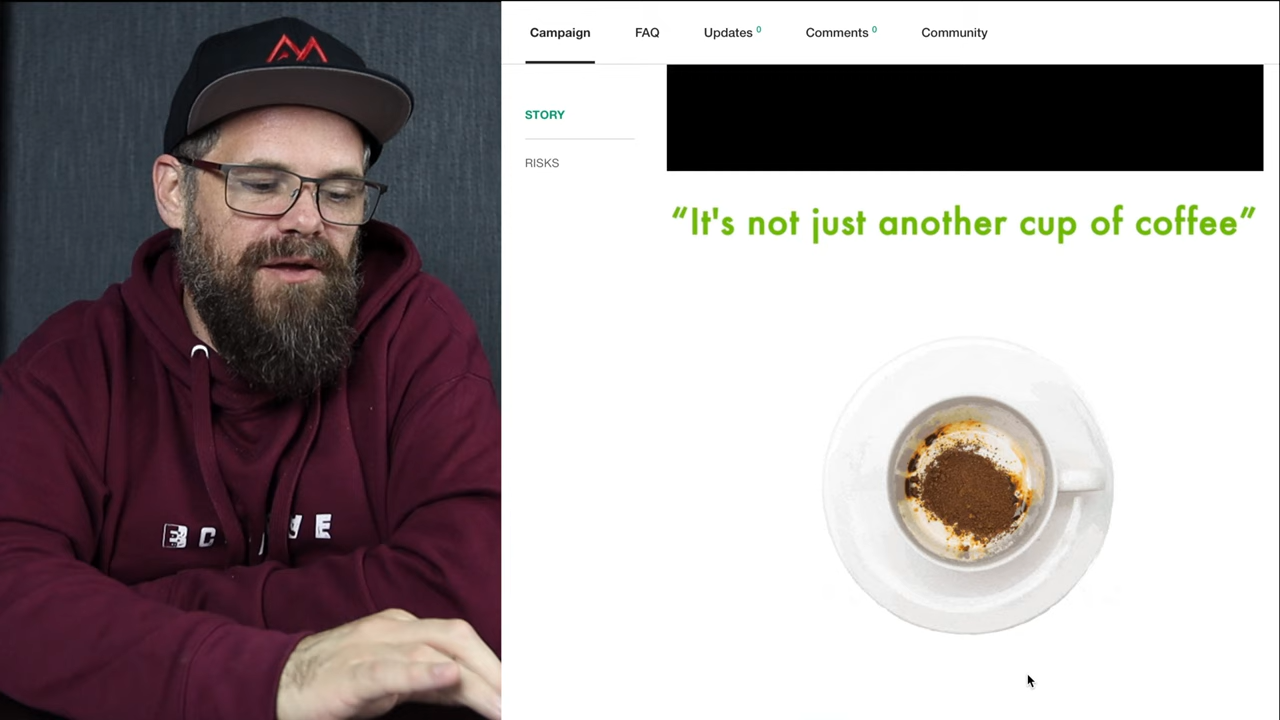 Campaign
FAQ
Updates 0
Comments 0
Community
STORY
RISKS
“It's not just another cup of coffee”